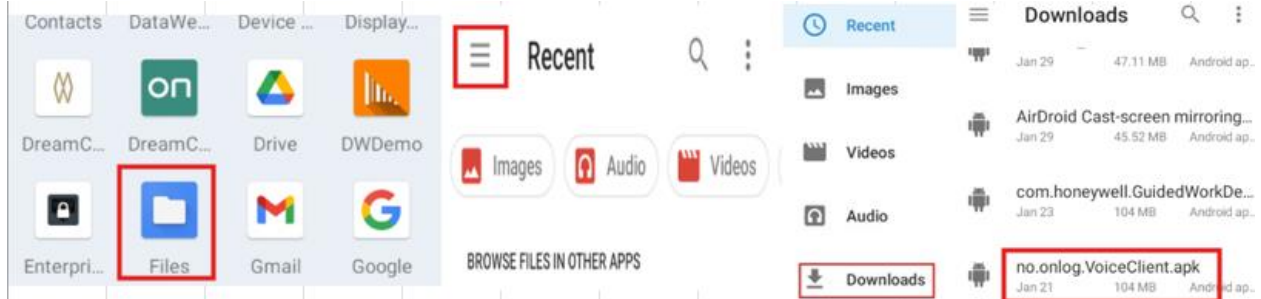 Contacts DataWe... Device ... Display...
on
DreamC... DreamC... Drive DWDemo
Enterpri... Files Gmail Google
Recent
Images Audio Videos
BROWSE FILES IN OTHER APPS
Recent
Images
Videos
Audio
Downloads
Downloads
Jan 29 47.11 MB Android ap..
AirDroid Cast-screen mirroring...
Jan 29 45.52 MB Android ap..
com.honeywell.GuidedWorkDe...
Jan 23 104 MB Android ap..
no.onlog.VoiceClient.apk
Jan 21 104 MB Android ap..